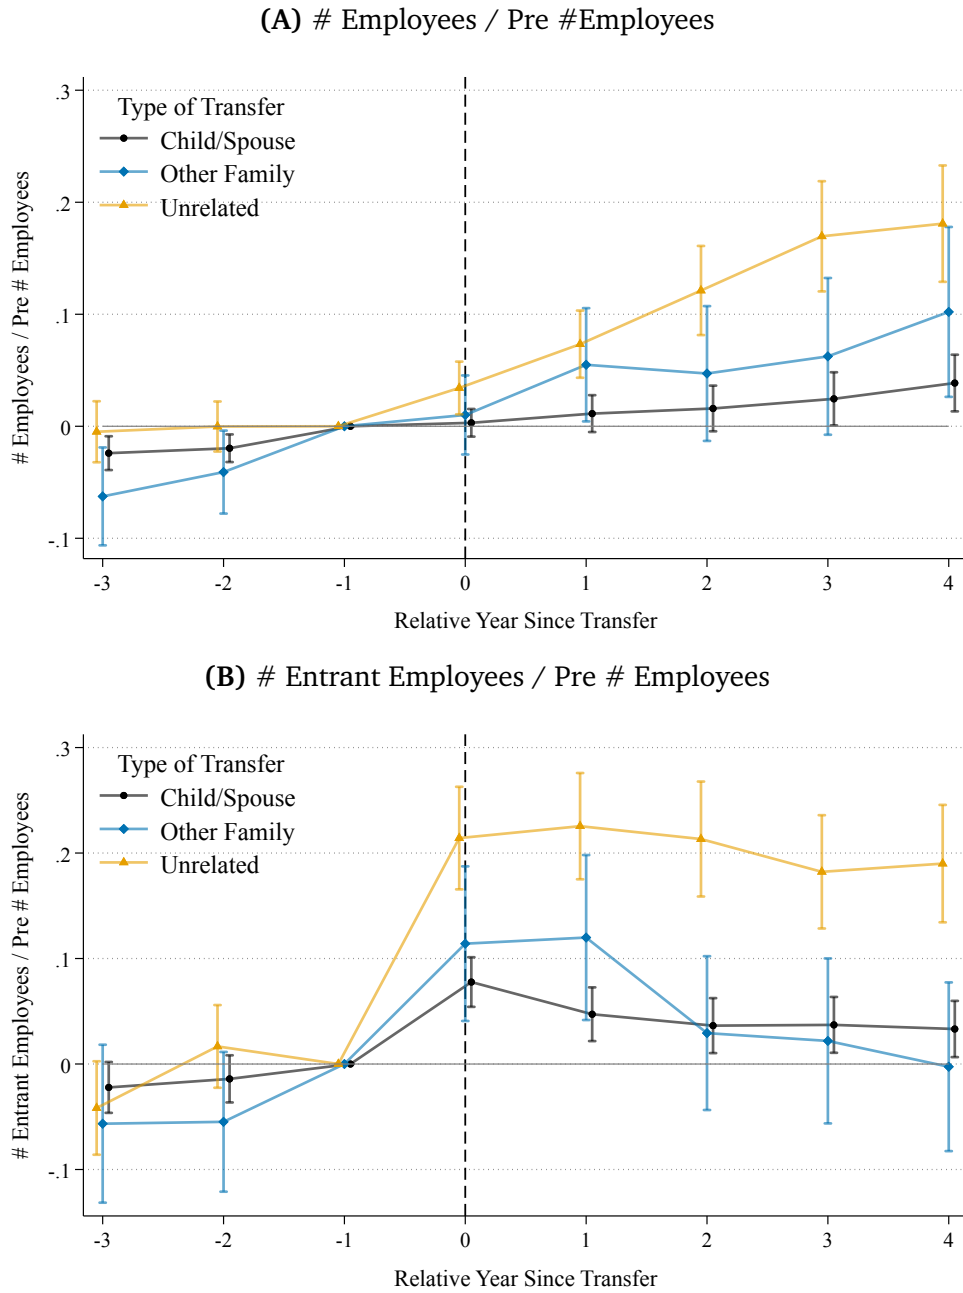 (A) # Employees / Pre #Employees
# Employees / Pre # Employees
.3
.2
.1
0
-.1
Type of Transfer
Child/Spouse
Other Family
Unrelated
-3 -2 -1 0 1 2 3 4
Relative Year Since Transfer
(B) # Entrant Employees / Pre # Employees
# Entrant Employees / Pre # Employees
.3
.2
.1
0
-.1
Type of Transfer
Child/Spouse
Other Family
Unrelated
-3 -2 -1 0 1 2 3 4
Relative Year Since Transfer